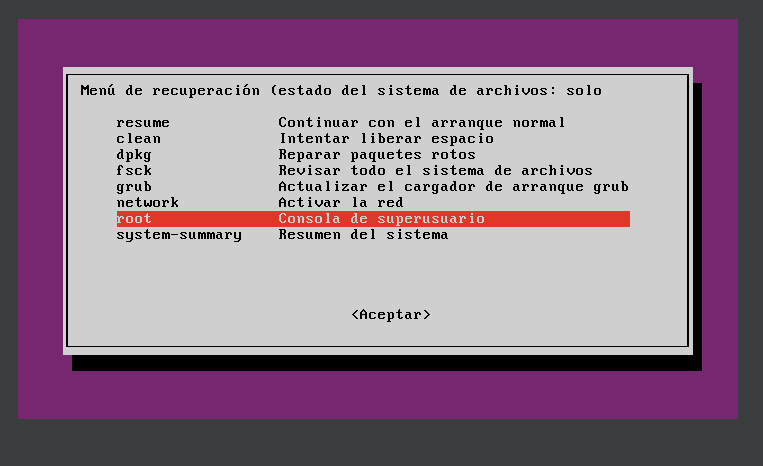 Menú de recuperación (estado del sistema de archivos: solo
resume Continuar con el arranque normal
clean Intentar liberar espacio
dpkg Reparar paquetes rotos
fsck Revisar todo el sistema de archivos
grub Actualizar el cargador de arranque grub
network Activar la red
root Consola de superusuario
system-summary Resumen del sistema
<Aceptar>